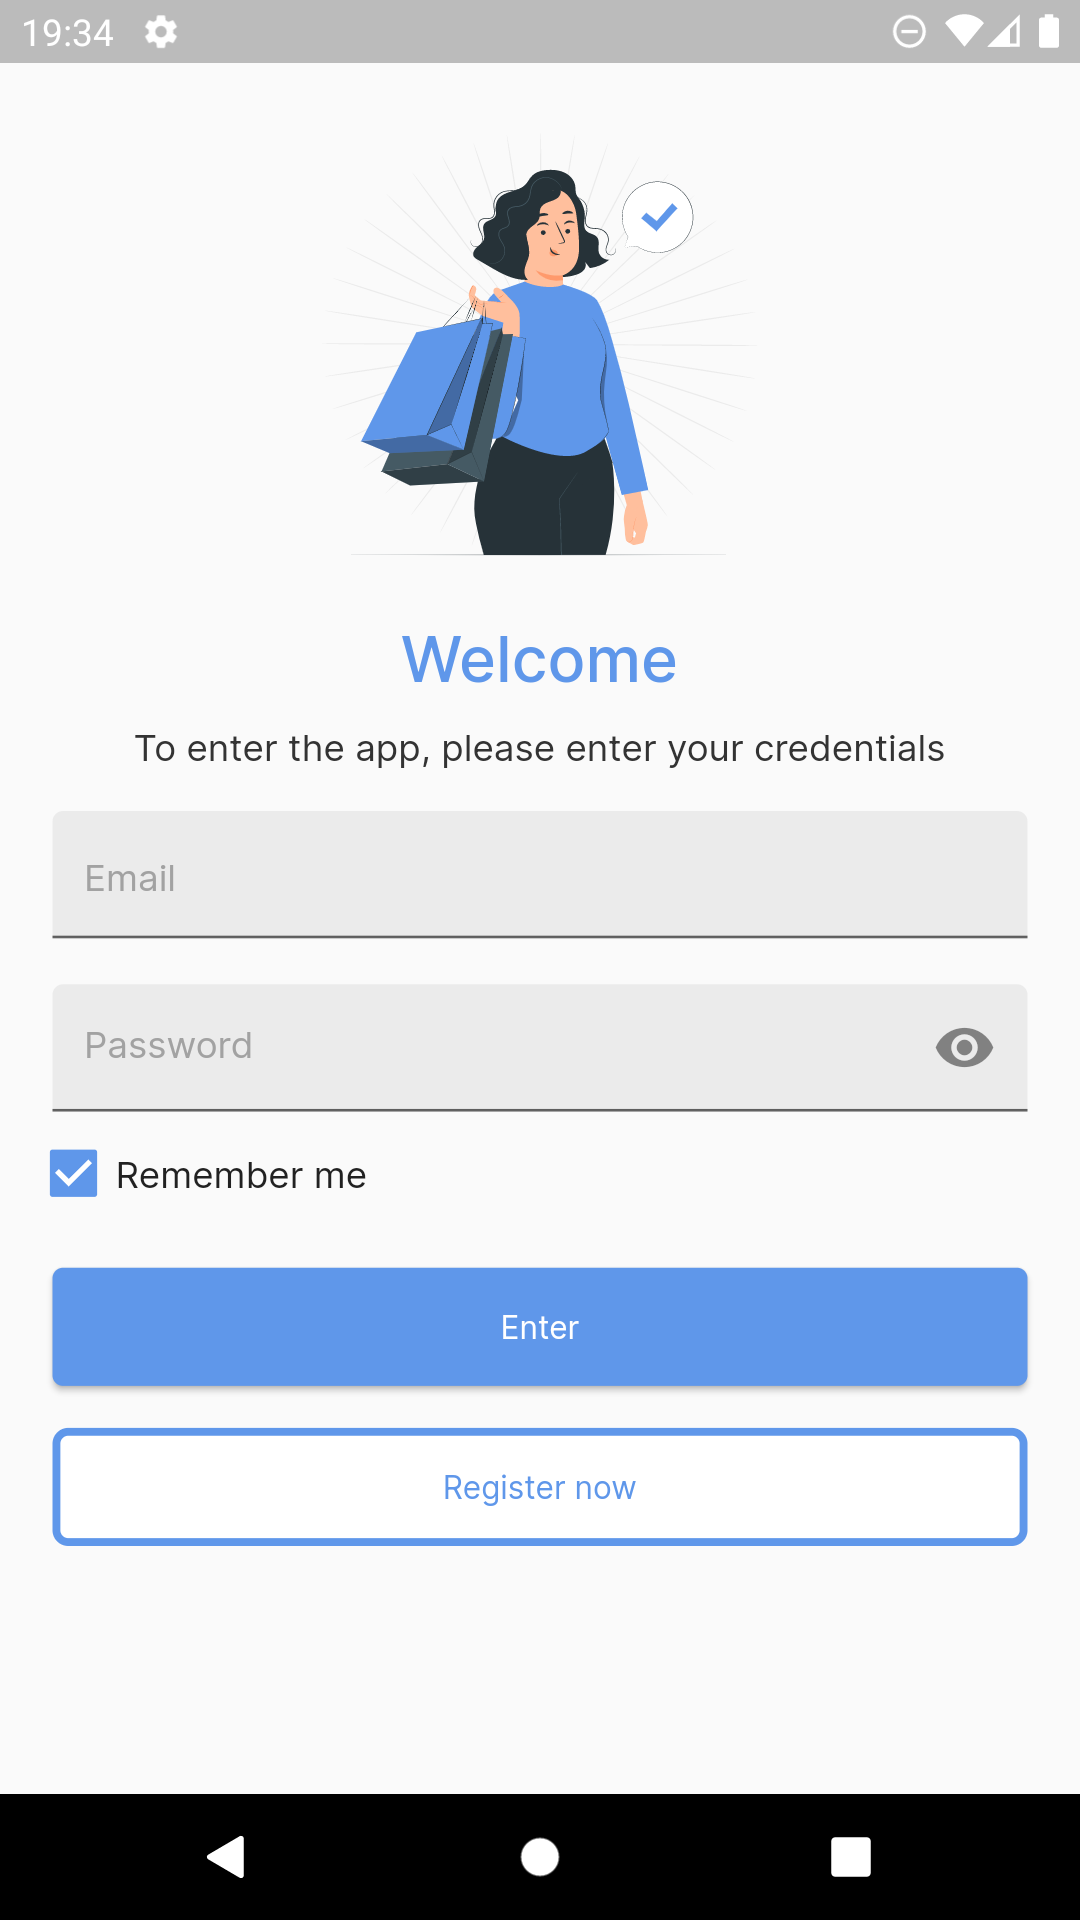 19:34
Welcome
To enter the app, please enter your credentials
Email
Password
Remember me
Enter
Register now